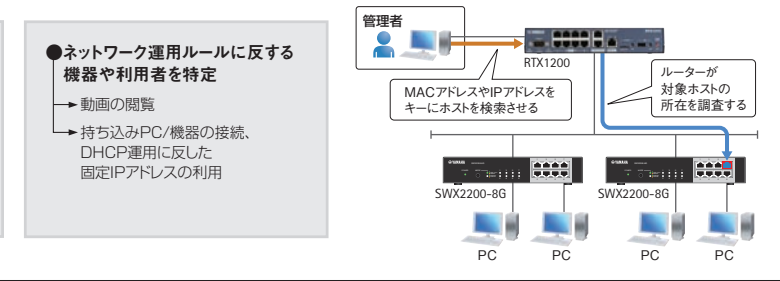 ●ネットワーク運用ルールに反する
機器や利用者を特定
動画の閲覧
持ち込みPC/機器の接続、
DHCP運用に反した
固定IPアドレスの利用
管理者
RTX1200
MACアドレスやIPアドレスを
キーにホストを検索させる
ルーターが
対象ホストの
所在を調査する
YAMAHA
YAMAHA
SWX2200-8G
SWX2200-8G
PC
PC
PC
PC